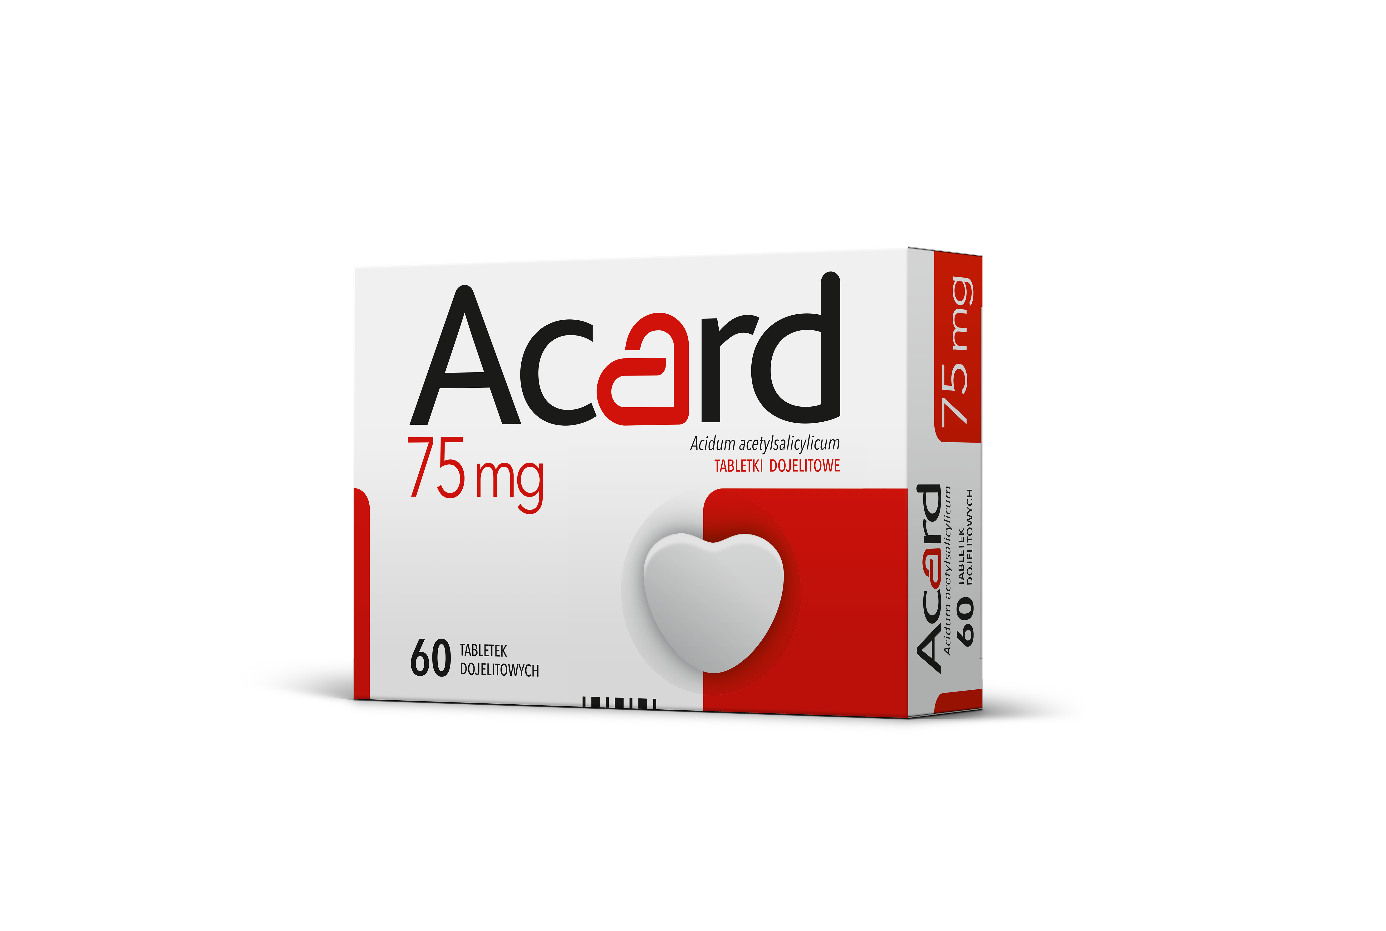 Acard
75 mg
Acidum acetylsalicylicum
TABLETKI DOJELITOWE
60 TABLETEK
DOJELITOWYCH
75 mg
Acard
Acidum acetylsalicylicum
60 TABLETEK
DOJELITOWYCH